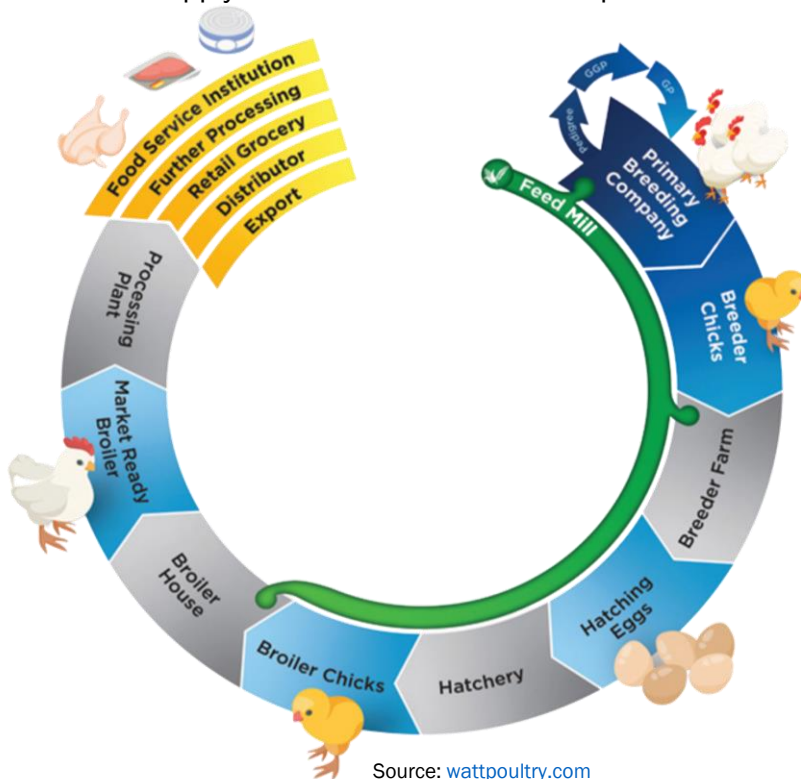 Food Service Institution
Further Processing
Retail Grocery
Distributor
Export
Pedigree
GGP
GP
Primary
Breeding
Company
Feed Mill
Breeder
Chicks
Breeder Farm
Hatching
Eggs
Hatchery
Broiler Chicks
Broiler
House
Market Ready
Broiler
Processing
Plant
Source: wattpoultry.com